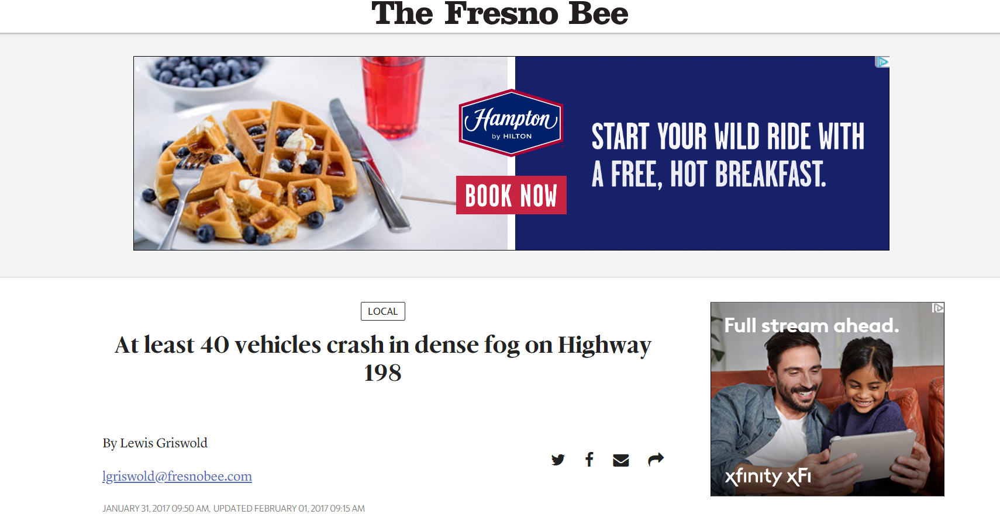 The Fresno Bee
Hampton
by HILTON
START YOUR WILD RIDE WITH
A FREE, HOT BREAKFAST.
BOOK NOW
LOCAL
At least 40 vehicles crash in dense fog on Highway
198
Full stream ahead.
xfinity xFi
By Lewis Griswold
lgriswold@fresnobee.com
JANUARY 31, 2017 09:50 AM, UPDATED FEBRUARY 01, 2017 09:15 AM